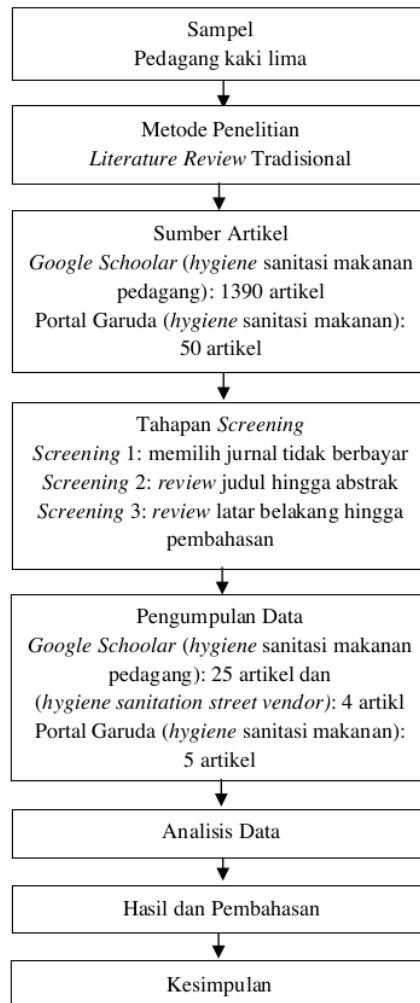 Sampel
Pedagang kaki lima
Metode Penelitian
Literature Review Tradisional
Sumber Artikel
Google Schoolar (hygiene sanitasi makanan
pedagang): 1390 artikel
Portal Garuda (hygiene sanitasi makanan):
50 artikel
Tahapan Screening
Screening 1: memilih jurnal tidak berbayar
Screening 2: review judul hingga abstrak
Screening 3: review latar belakang hingga
pembahasan
Pengumpulan Data
Google Schoolar (hygiene sanitasi makanan
pedagang): 25 artikel dan
(hygiene sanitation street vendor): 4 artikl
Portal Garuda (hygiene sanitasi makanan):
5 artikel
Analisis Data
Hasil dan Pembahasan
Kesimpulan